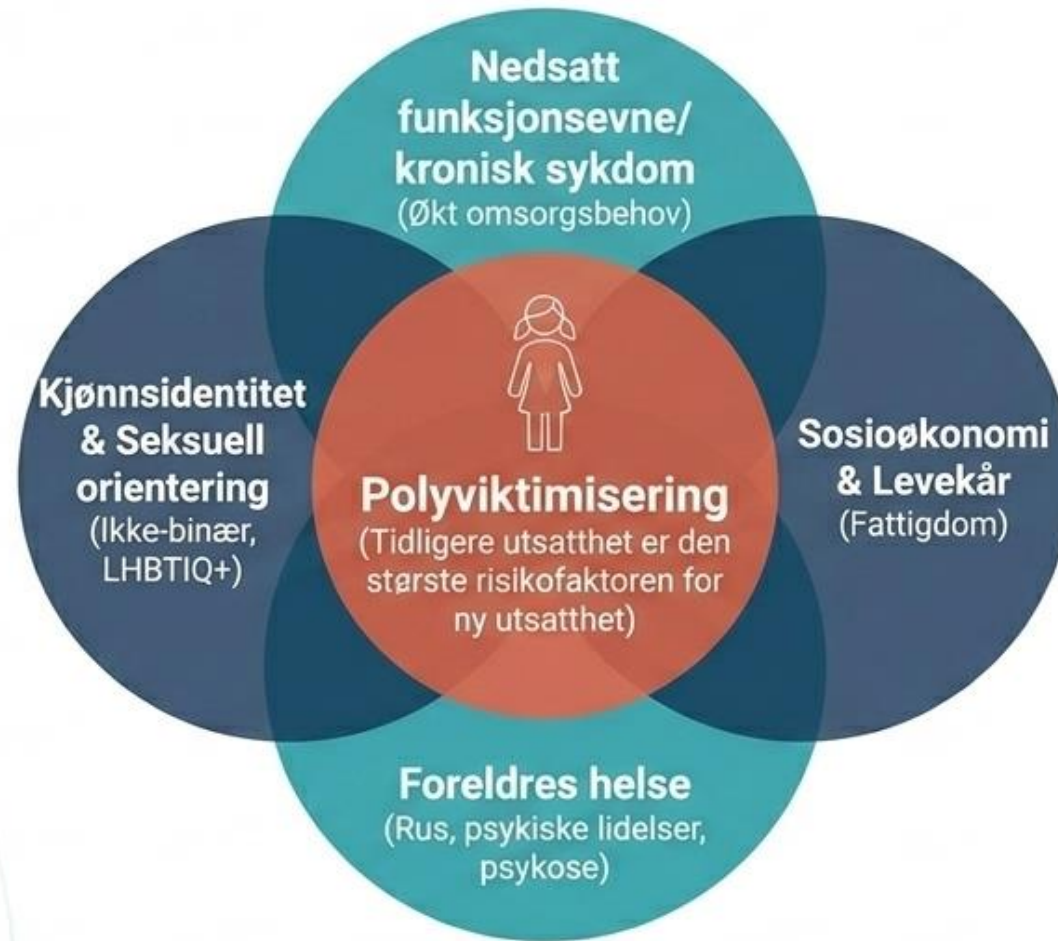 Nedsatt
funksjonsevne/
kronisk sykdom
(Økt omsorgsbehov)
Kjønnsidentitet
& Seksuell
orientering
(Ikke-binær,
LHBTIQ+)
Polyviktimisering
(Tidligere utsatthet er den
største risikofaktoren for
ny utsatthet)
Sosioøkonomi
& Levekår
(Fattigdom)
Foreldres helse
(Rus, psykiske lidelser,
psykose)